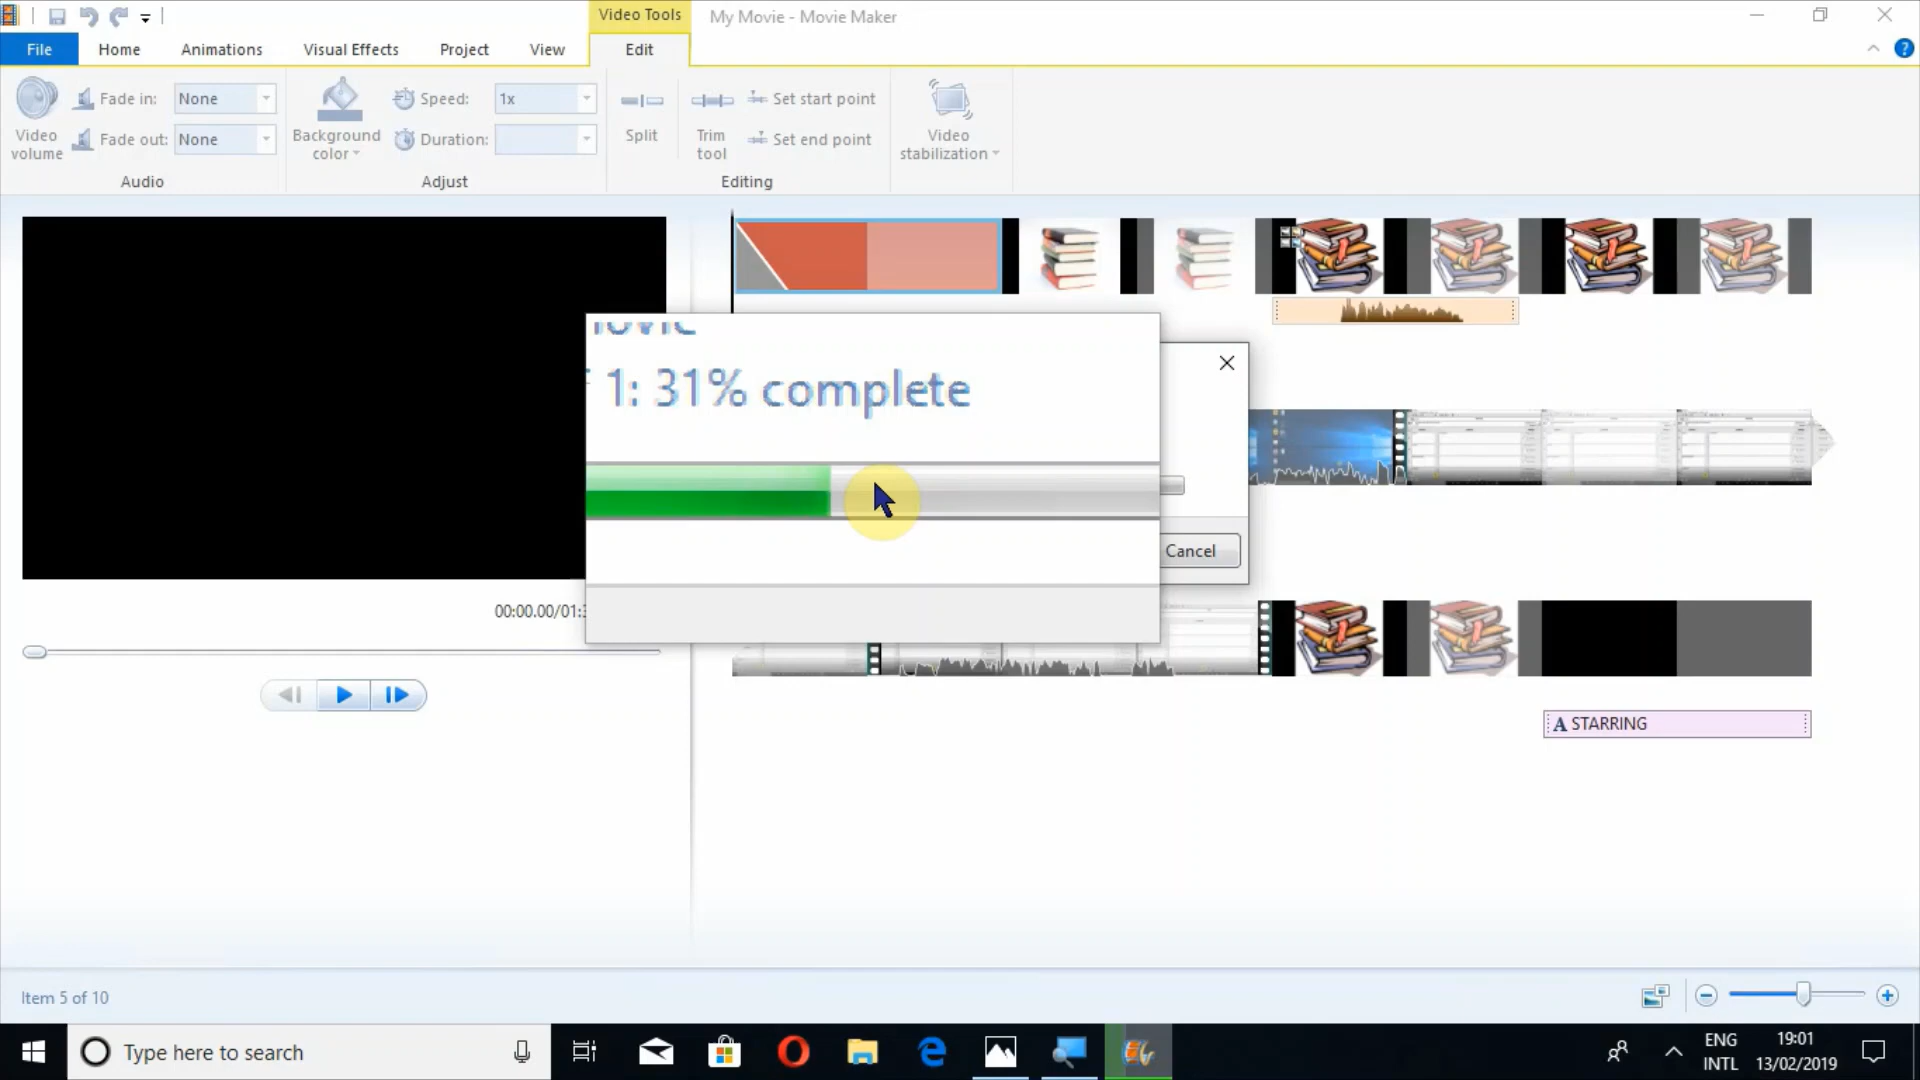 Video Tools
My Movie - Movie Maker
File
Home
Animations
Visual Effects
Project
View
Edit
?
Video
volume
Fade in:
None
Fade out:
None
Audio
Background
color
Speed:
1x
Duration:
Adjust
Split
Trim
tool
Set start point
Set end point
Editing
Video
stabilization
1: 31% complete
Cancel
00:00.00/01:
A STARRING
Item 5 of 10
Type here to search
ENG
INTL
19:01
13/02/2019